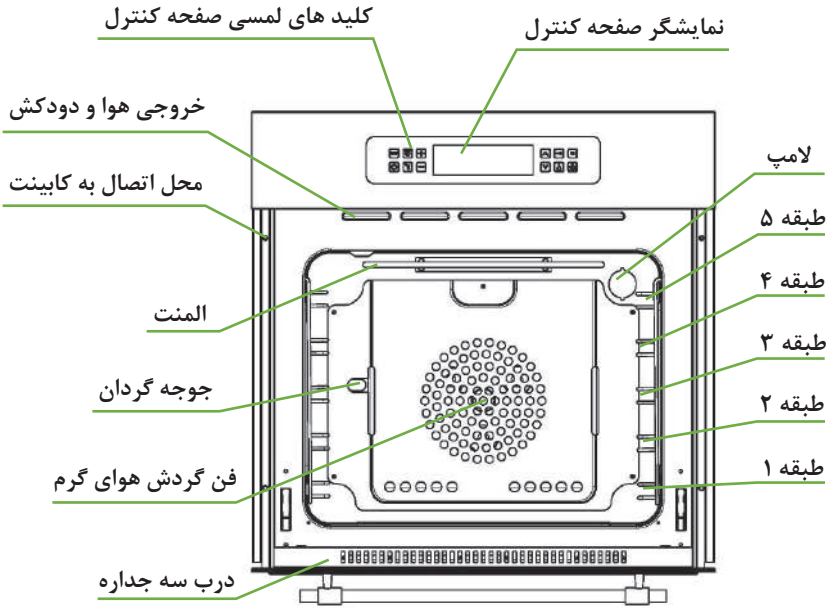 کلید های لمسی صفحه کنترل
نمایشگر صفحه کنترل
خروجی هوا و دودکش
لامپ
محل اتصال به کابینت
طبقه ۵
طبقه ۴
المنت
طبقه ۳
جوجه گردان
طبقه ۲
فن گردش هوای گرم
طبقه ۱
درب سه جداره